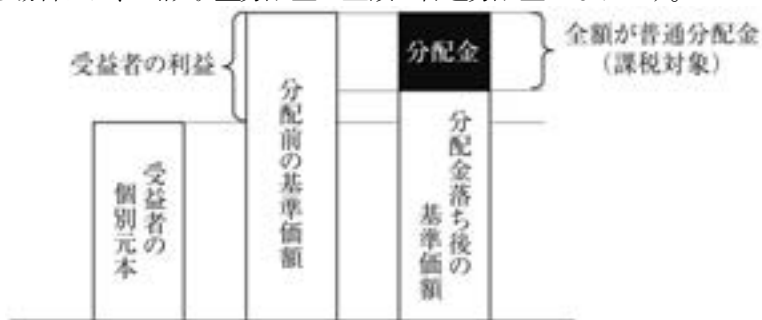 受益者の利益
分配金
全額が普通分配金
(課税対象)
受益者の
個別元本
分配前の基準価額
分配金落ち後の
基準価額